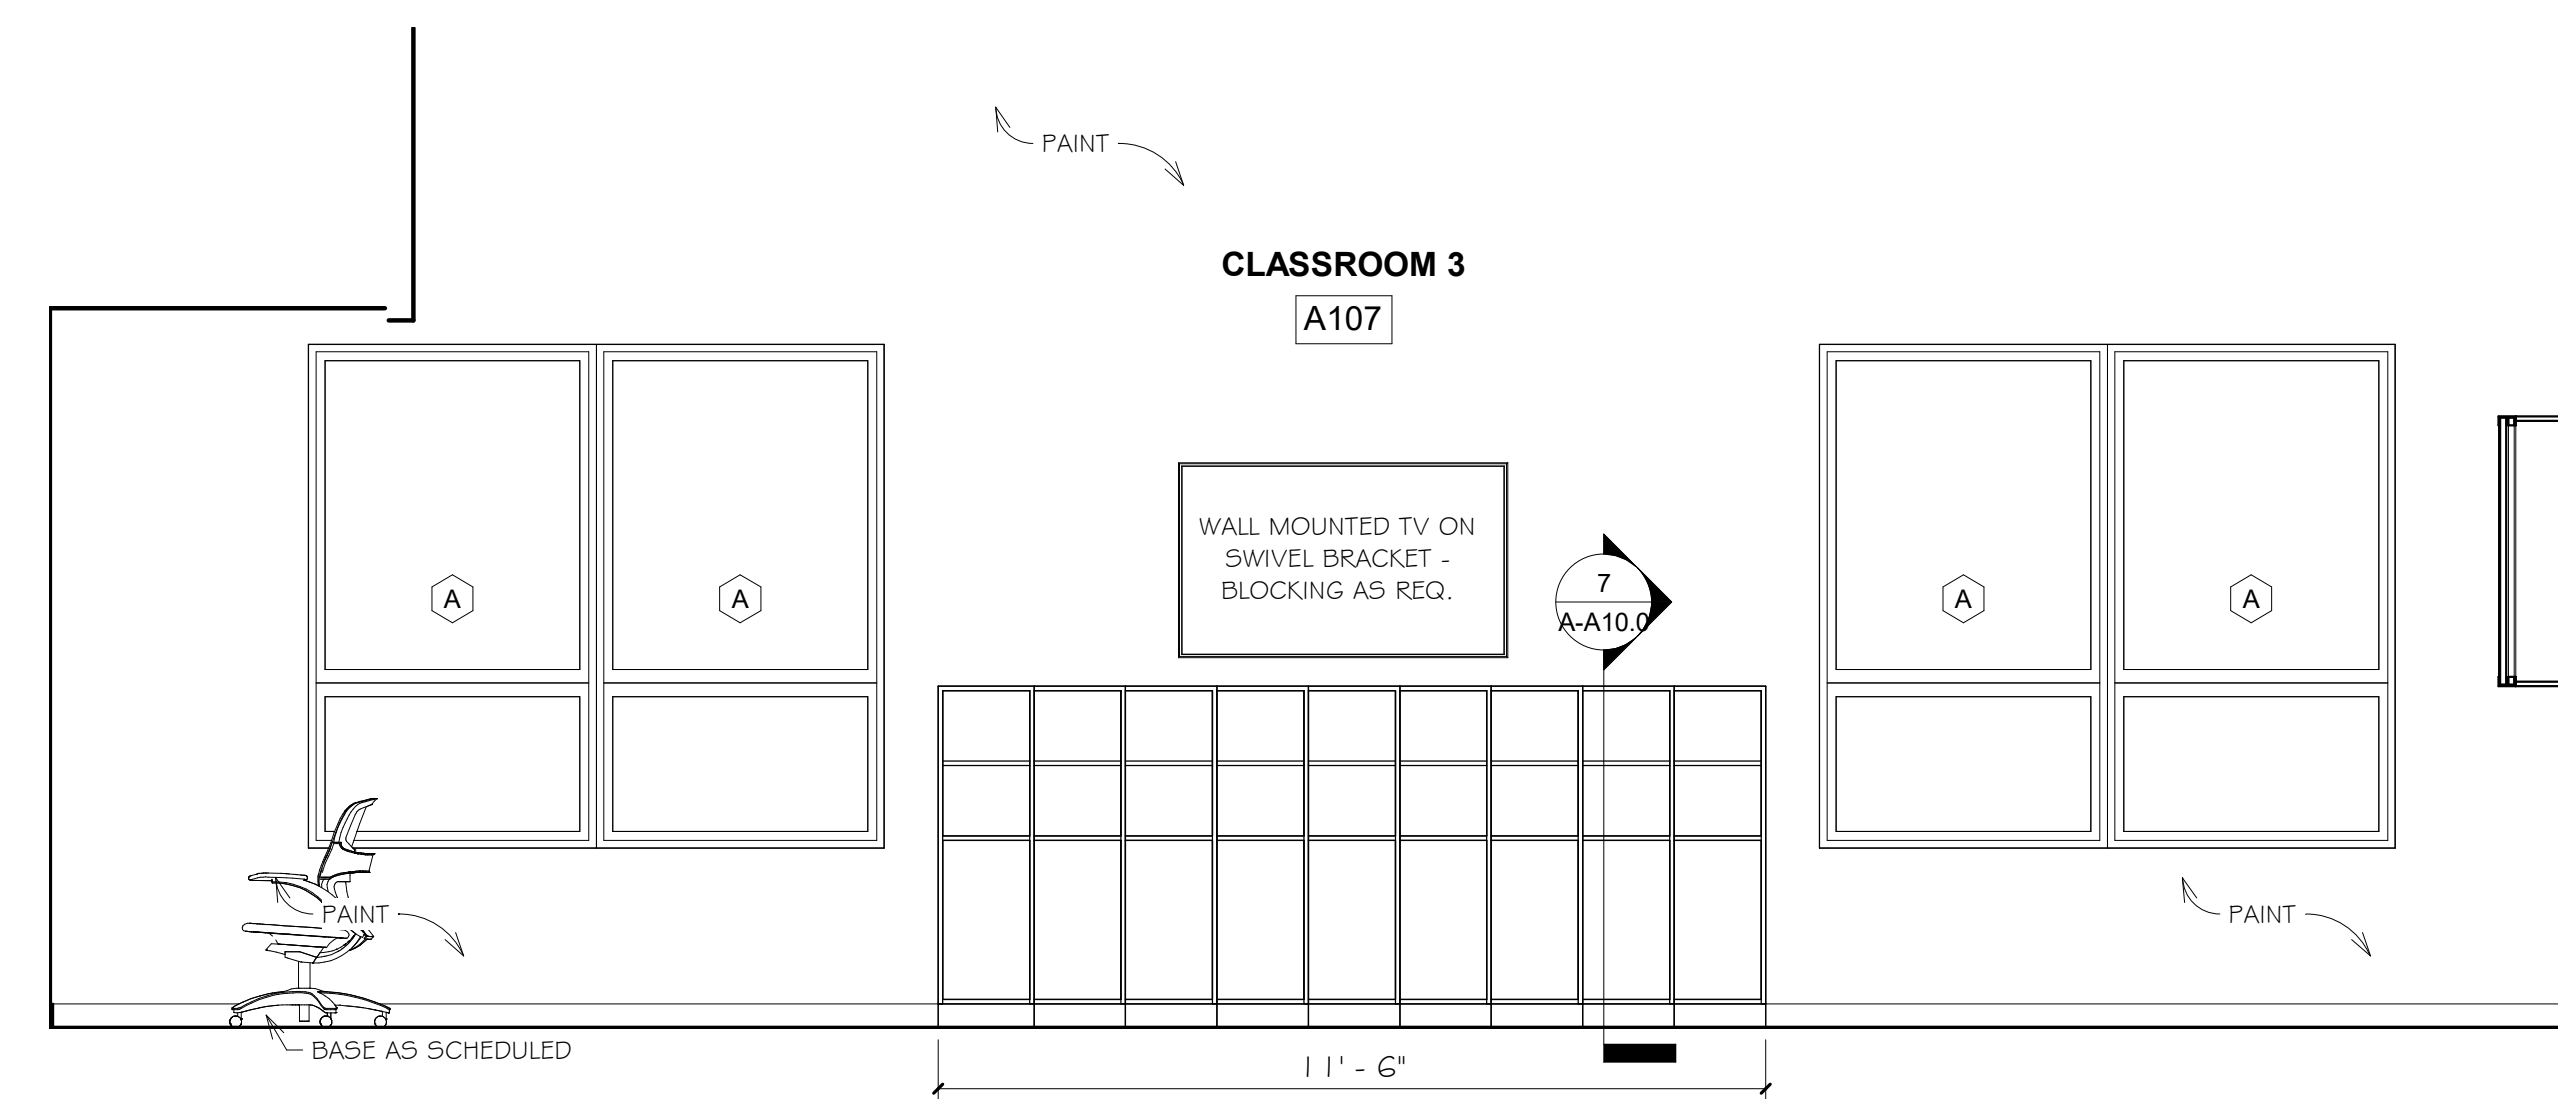 PAINT
CLASSROOM 3
A107
WALL MOUNTED TV ON
SWIVEL BRACKET -
BLOCKING AS REQ.
7
A-A10.0
A
A
A
A
PAINT
PAINT
BASE AS SCHEDULED
11' - 6"